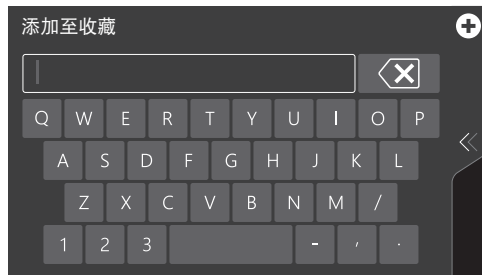 添加至收藏
Q W E R T Y U I O P
A S D F G H J K L
Z X C V B N M /
1 2 3 - , .